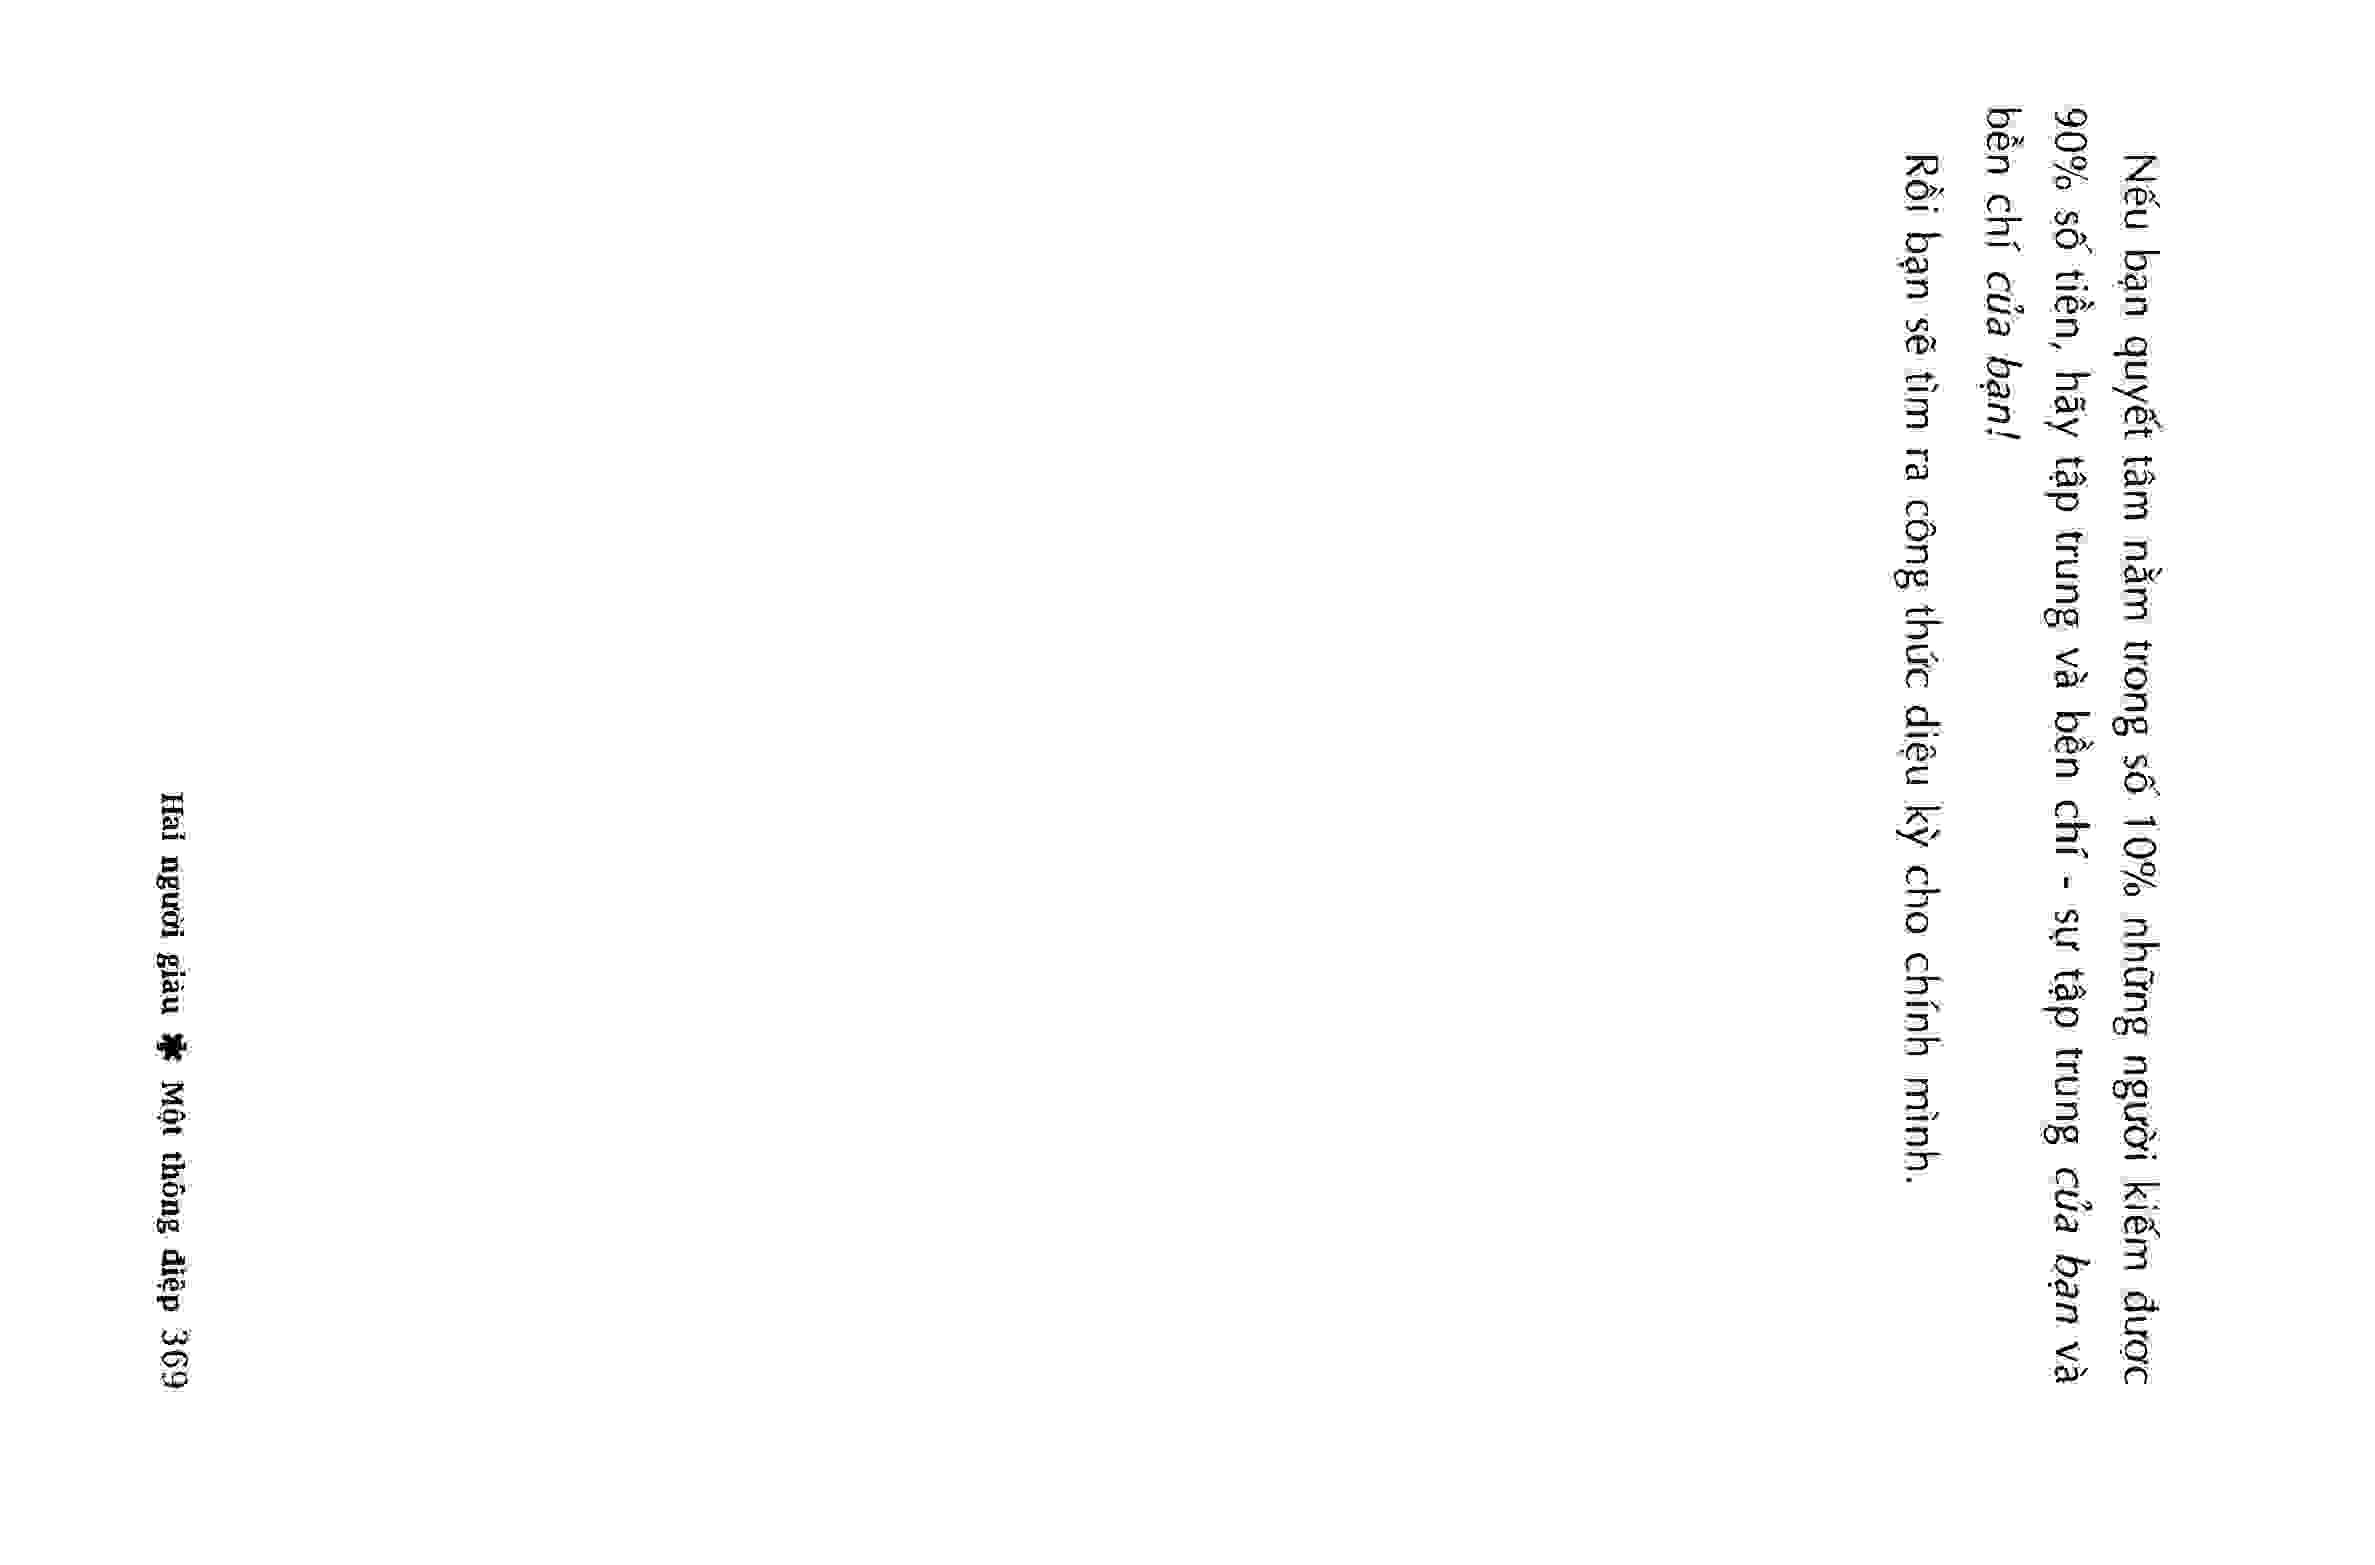 Nếu bạn quyết tâm nằm trong số 10% những người kiếm được
90% số tiền, hãy tập trung và bền chí - sự tập trung của bạn và
bền chí của bạn!
Rồi bạn sẽ tìm ra công thức diệu kỳ cho chính mình.
Hai người giàu ✱ Một thông điệp 369